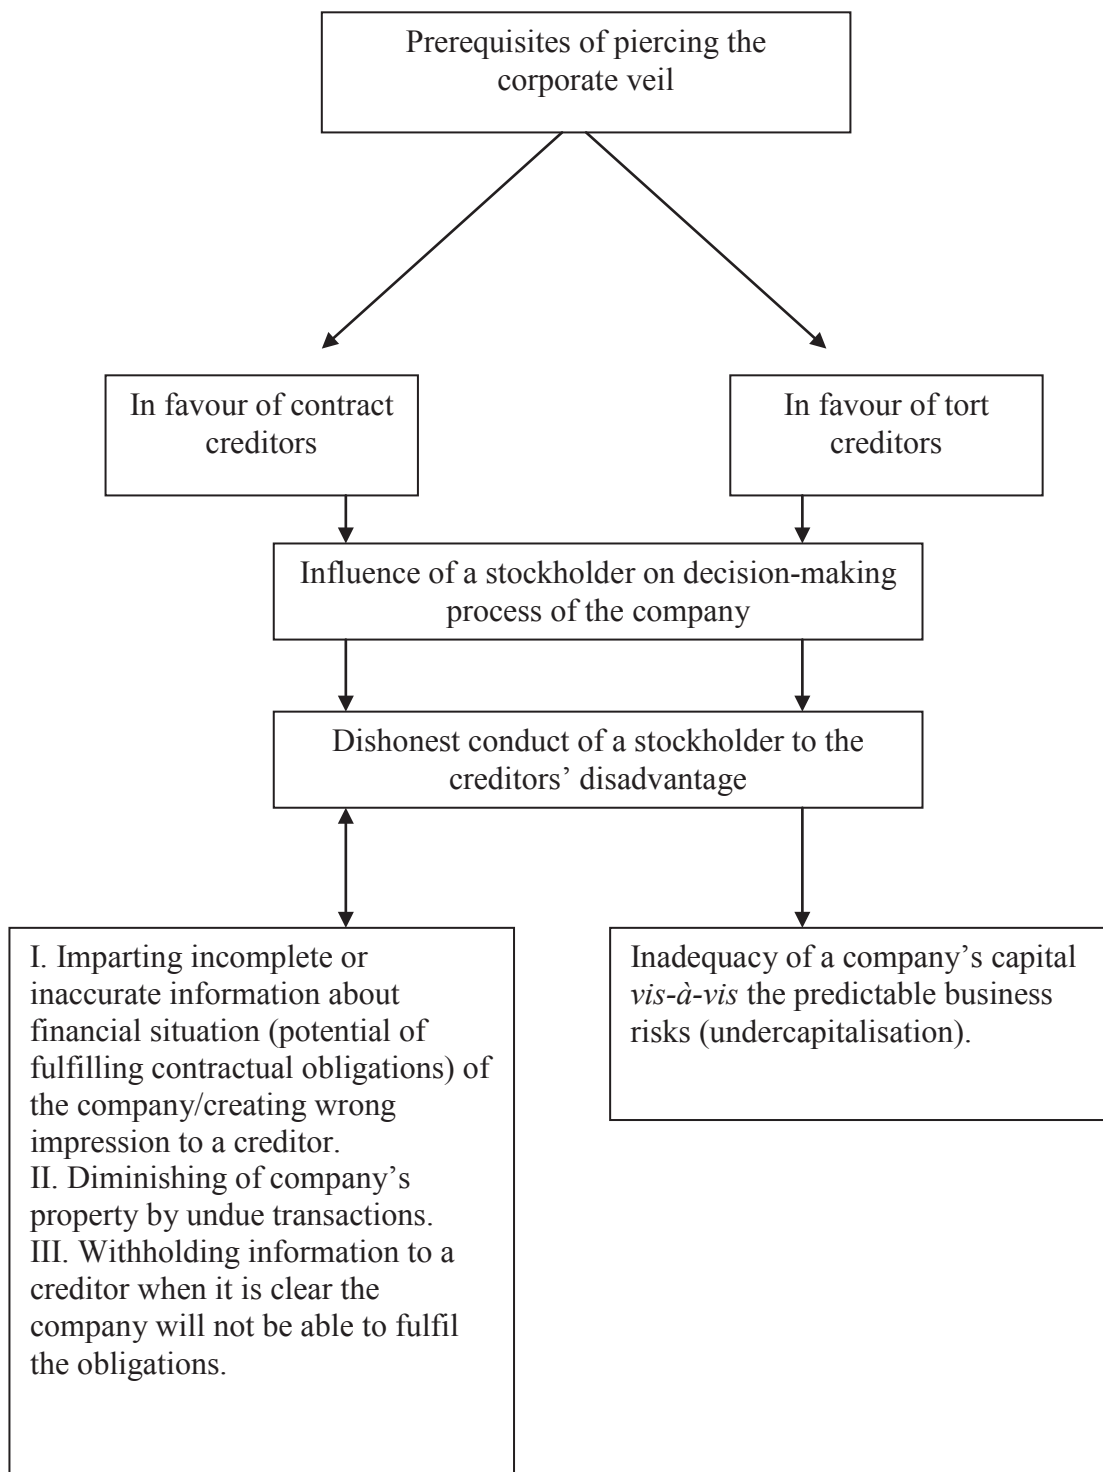 Prerequisites of piercing the
corporate veil
In favour of contract
creditors
In favour of tort
creditors
Influence of a stockholder on decision-making
process of the company
Dishonest conduct of a stockholder to the
creditors’ disadvantage
I. Imparting incomplete or
inaccurate information about
financial situation (potential of
fulfilling contractual obligations) of
the company/creating wrong
impression to a creditor.
II. Diminishing of company’s
property by undue transactions.
III. Withholding information to a
creditor when it is clear the
company will not be able to fulfil
the obligations.
Inadequacy of a company’s capital
vis-à-vis the predictable business
risks (undercapitalisation).